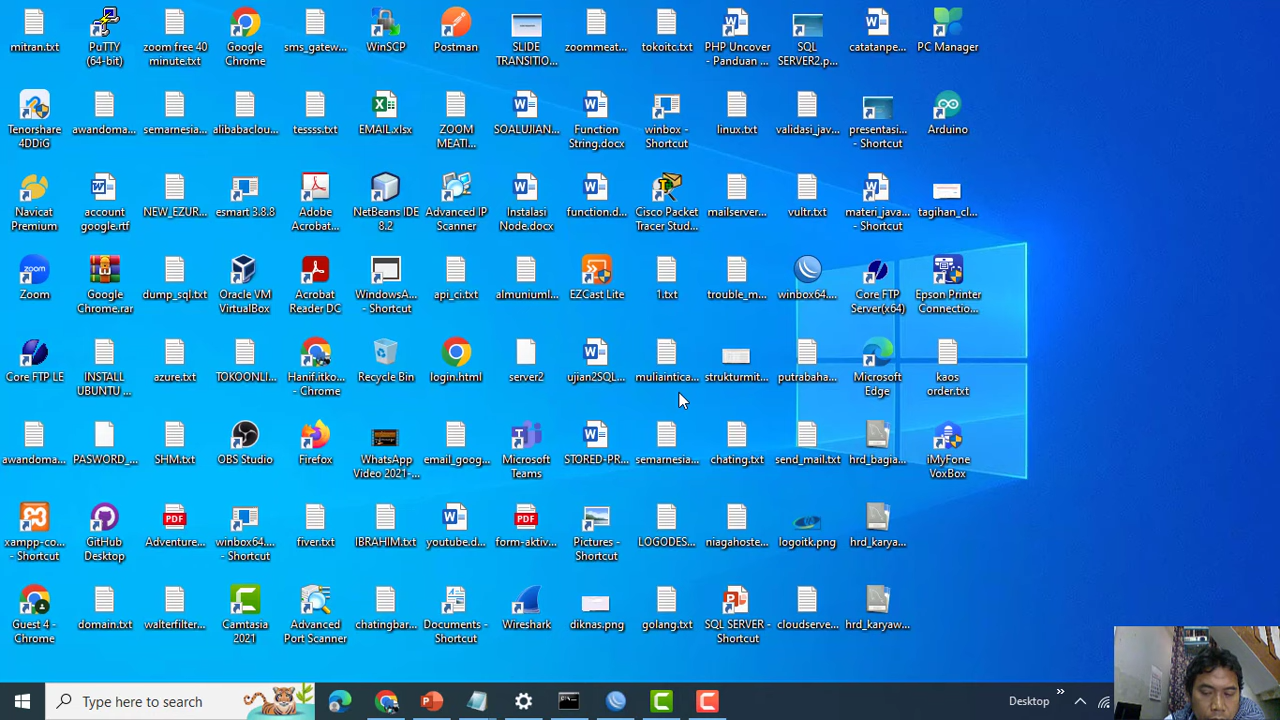 mitran.txt
PuTTY
(64-bit)
zoom free 40
minute.txt
Google
Chrome
sms_gatew...
WinSCP
Postman
SLIDE
TRANSITIO...
zoommeat...
tokoitc.txt
PHP Uncover
- Panduan ...
SQL
SERVER2.p...
catatanpe...
PC Manager
Tenorshare
4DDiG
awandoma...
semarnesia...
alibabaclou...
tessss.txt
EMAIL.xlsx
ZOOM
MEATI...
SOALUJIAN...
Function
String.docx
winbox -
Shortcut
linux.txt
validasi_jav...
presentasi...
- Shortcut
Arduino
Navicat
Premium
account
google.rtf
NEW_EZUR...
esmart 3.8.8
Adobe
Acrobat...
NetBeans IDE
8.2
Advanced IP
Scanner
Instalasi
Node.docx
function.d...
Cisco Packet
Tracer Stud...
mailserver...
vultr.txt
materi_java...
- Shortcut
tagihan_cl...
zoom
Zoom
Google
Chrome.rar
dump_sql.txt
Oracle VM
VirtualBox
Acrobat
Reader DC
WindowsA...
- Shortcut
api_ci.txt
almuniuml...
EZCast Lite
1.txt
trouble_m...
winbox64....
Core FTP
Server(x64)
Epson Printer
Connectio...
Core FTP LE
INSTALL
UBUNTU ...
azure.txt
TOKOONLI...
Hanif.itko...
- Chrome
Recycle Bin
login.html
server2
ujian2SQL...
muliaintica...
strukturmit...
putrabaha...
Microsoft
Edge
kaos
order.txt
awandoma...
PASWORD_...
SHM.txt
OBS Studio
Firefox
WhatsApp
Video 2021-...
email_goog...
Microsoft
Teams
STORED-PR...
semarnesia...
chating.txt
send_mail.txt
hrd_bagia...
iMyFone
VoxBox
xampp-co...
- Shortcut
GitHub
Desktop
PDF
Adventure...
winbox64....
- Shortcut
fiver.txt
IBRAHIM.txt
youtube.d...
PDF
form-aktiv...
Pictures -
Shortcut
LOGODES...
niagahoste...
logoitk.png
hrd_karya...
Guest 4 -
Chrome
domain.txt
walterfilter...
Camtasia
2021
Advanced
Port Scanner
chatingbar...
Documents -
Shortcut
Wireshark
diknas.png
golang.txt
SQL SERVER -
Shortcut
cloudserve...
hrd_karyaw...
Type here to search
Desktop